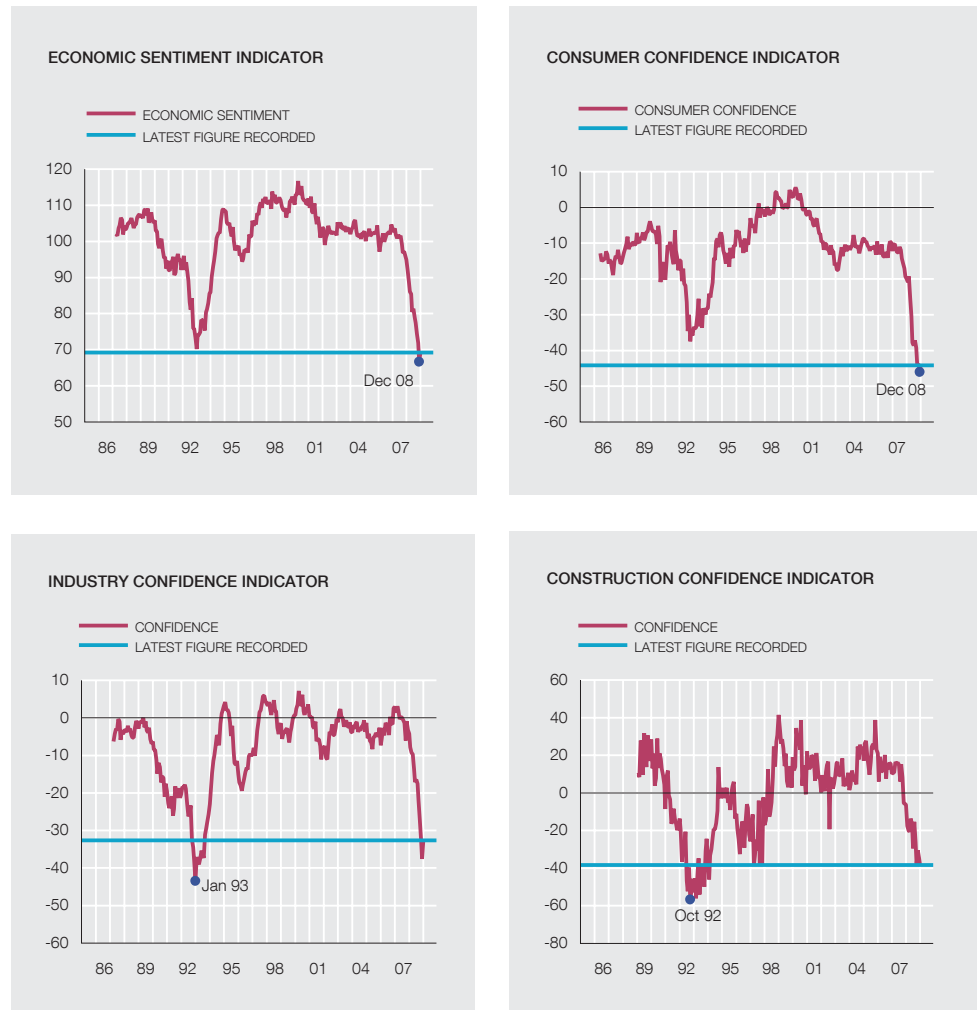 ECONOMIC SENTIMENT INDICATOR
ECONOMIC SENTIMENT
LATEST FIGURE RECORDED
120
110
100
90
80
70
60
50
Dec 08
86 89 92 95 98 01 04 07
CONSUMER CONFIDENCE INDICATOR
CONSUMER CONFIDENCE
LATEST FIGURE RECORDED
10
0
-10
-20
-30
-40
-50
-60
Dec 08
86 89 92 95 98 01 04 07
INDUSTRY CONFIDENCE INDICATOR
CONFIDENCE
LATEST FIGURE RECORDED
10
0
-10
-20
-30
-40
-50
-60
Jan 93
86 89 92 95 98 01 04 07
CONSTRUCTION CONFIDENCE INDICATOR
CONFIDENCE
LATEST FIGURE RECORDED
60
40
20
0
-20
-40
-60
-80
Oct 92
86 89 92 95 98 01 04 07